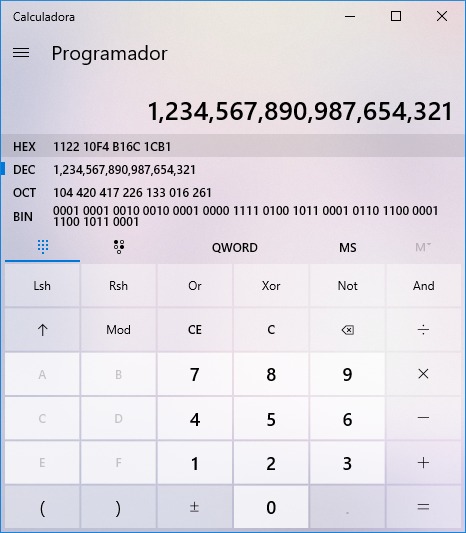 Calculadora
Programador
1,234,567,890,987,654,321
HEX 1122 10F4 B16C 1CB1
DEC 1,234,567,890,987,654,321
OCT 104 420 417 226 133 016 261
BIN 0001 0001 0010 0010 0001 0000 1111 0100 1011 0001 0110 1100 0001
1100 1011 0001
QWORD MS M˅
Lsh Rsh Or Xor Not And
↑ Mod CE C ⌫ ÷
A B 7 8 9 ×
C D 4 5 6 −
E F 1 2 3 +
( ) ± 0 . =